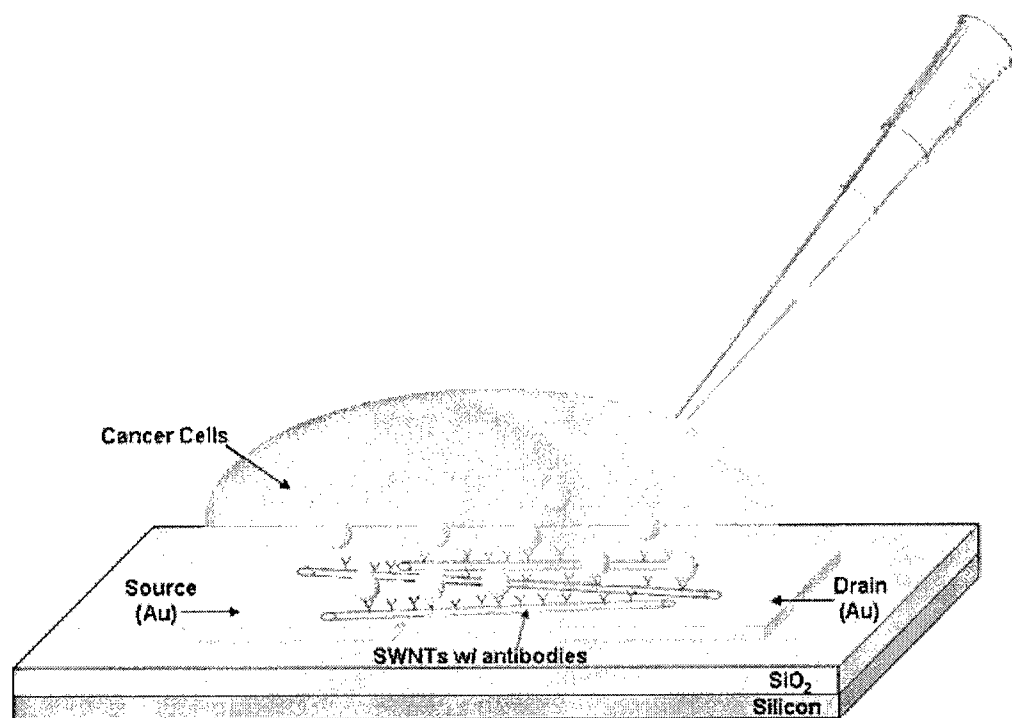 Cancer Cells
Source
(Au)
Drain
(Au)
SWNTs w/ antibodies
SiO₂
Silicon